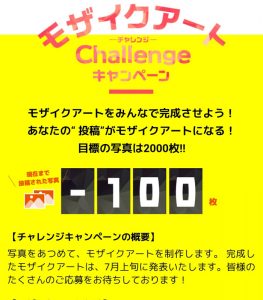 モザイクアート
ーチャレンジー
Challenge
キャンペーン
モザイクアートをみんなで完成させよう！
あなたの“ 投稿”がモザイクアートになる！
目標の写真は2000枚!!
現在まで
投稿された写真
-100
枚
【チャレンジキャンペーンの概要】
写真をあつめて、モザイクアートを制作します。 完成し
たモザイクアートは、7月上旬に発表いたします。皆様の
たくさんのご応募をお待ちしております！